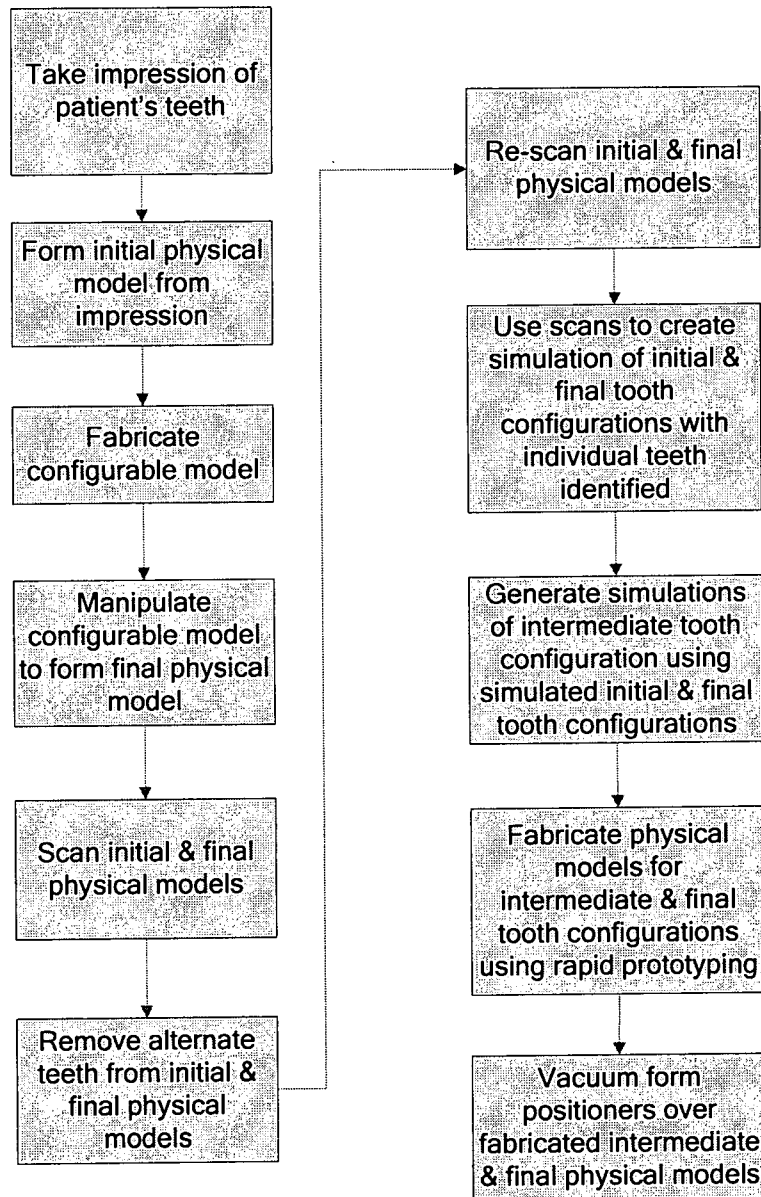 Take impression of
patient's teeth
Form initial physical
model from
impression
Fabricate
configurable model
Manipulate
configurable model
to form final physical
model
Scan initial & final
physical models
Remove alternate
teeth from initial &
final physical
models
Re-scan initial & final
physical models
Use scans to create
simulation of initial &
final tooth
configurations with
individual teeth
identified
Generate simulations
of intermediate tooth
configuration using
simulated initial & final
tooth configurations
Fabricate physical
models for
intermediate & final
tooth configurations
using rapid prototyping
Vacuum form
positioners over
fabricated intermediate
& final physical models